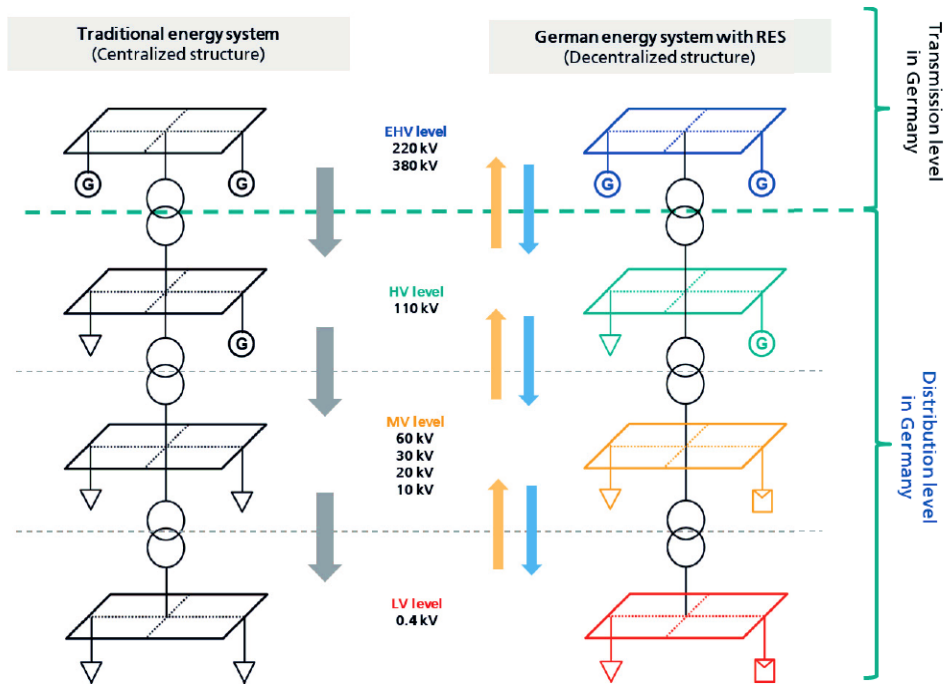 Traditional energy system
(Centralized structure)
German energy system with RES
(Decentralized structure)
Transmission level
in Germany
EHV level
220 kV
380 kV
G
G
G
G
HV level
110 kV
G
G
MV level
60 kV
30 kV
20 kV
10 kV
Distribution level
in Germany
LV level
0.4 kV